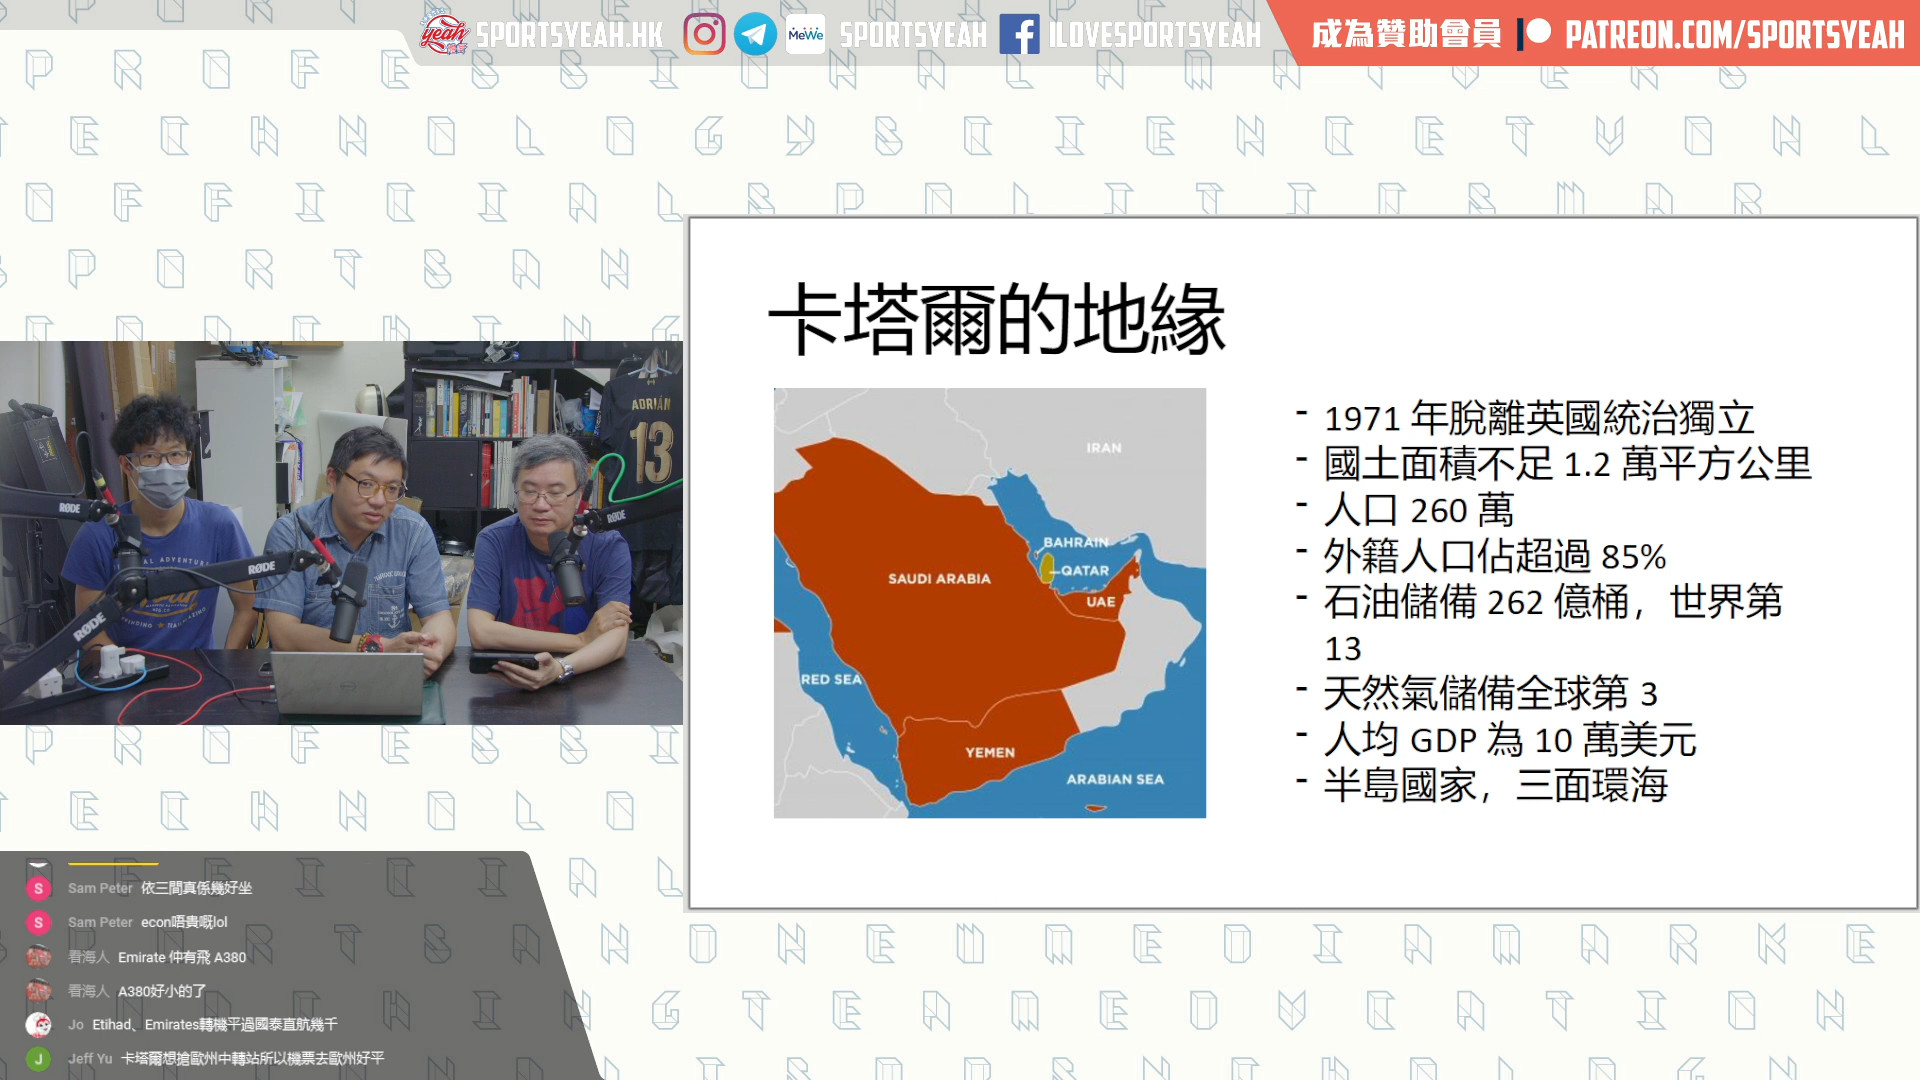 yeah
SPORTSYEAH.HK
MeWe
SPORTSYEAH
ILOVESPORTSYEAH
成為贊助會員
PATREON.COM/SPORTSYEAH
卡塔爾的地緣
IRAN
BAHRAIN
QATAR
SAUDI ARABIA
UAE
RED SEA
YEMEN
ARABIAN SEA
- 1971 年脫離英國統治獨立
- 國土面積不足 1.2 萬平方公里
- 人口 260 萬
- 外籍人口佔超過 85%
- 石油儲備 262 億桶，世界第
13
- 天然氣儲備全球第 3
- 人均 GDP 為 10 萬美元
- 半島國家，三面環海
ADRIÁN
13
RØDE
RØDE
RØDE
RØDE
S Sam Peter 依三間真係幾好坐
S Sam Peter econ唔貴嘅lol
看海人 Emirate 仲有飛 A380
看海人 A380好小的了
Jo Etihad、Emirates轉機平過國泰直航幾千
J Jeff Yu 卡塔爾想搶歐州中轉站所以機票去歐州好平